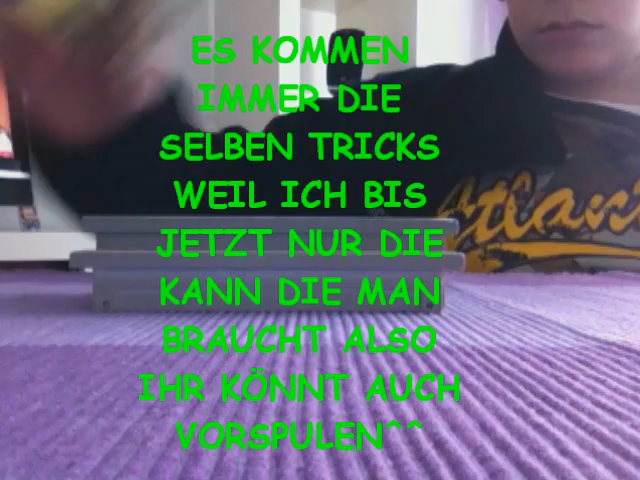 ES KOMMEN
IMMER DIE
SELBEN TRICKS
WEIL ICH BIS
JETZT NUR DIE
KANN DIE MAN
BRAUCHT ALSO
IHR KÖNNT AUCH
VORSPULEN^^
Atlant